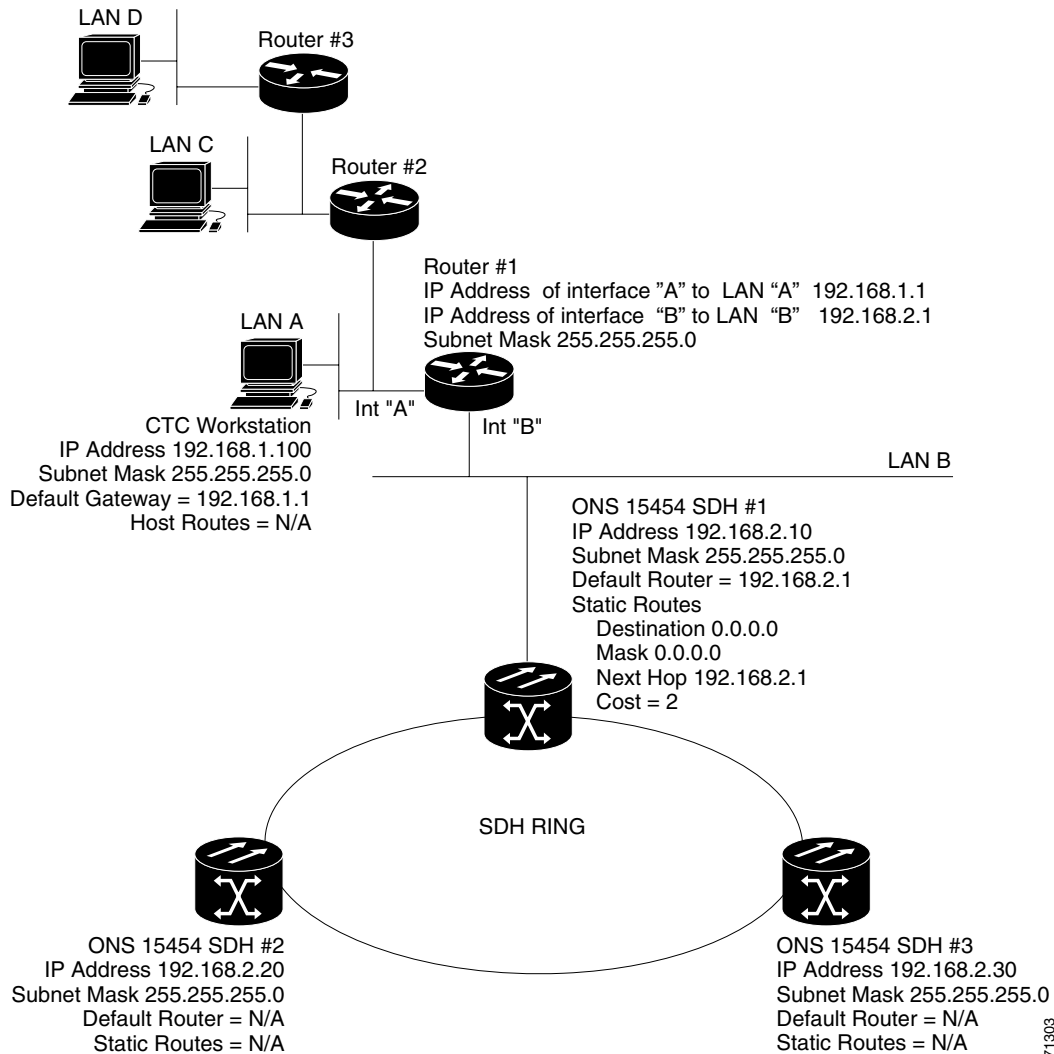 LAN D
Router #3
LAN C
Router #2
Router #1
IP Address of interface ”A” to LAN “A” 192.168.1.1
IP Address of interface “B” to LAN “B” 192.168.2.1
Subnet Mask 255.255.255.0
LAN A
Int "A"
Int "B"
CTC Workstation
IP Address 192.168.1.100
Subnet Mask 255.255.255.0
Default Gateway = 192.168.1.1
Host Routes = N/A
LAN B
ONS 15454 SDH #1
IP Address 192.168.2.10
Subnet Mask 255.255.255.0
Default Router = 192.168.2.1
Static Routes
Destination 0.0.0.0
Mask 0.0.0.0
Next Hop 192.168.2.1
Cost = 2
SDH RING
ONS 15454 SDH #2
IP Address 192.168.2.20
Subnet Mask 255.255.255.0
Default Router = N/A
Static Routes = N/A
ONS 15454 SDH #3
IP Address 192.168.2.30
Subnet Mask 255.255.255.0
Default Router = N/A
Static Routes = N/A
71303